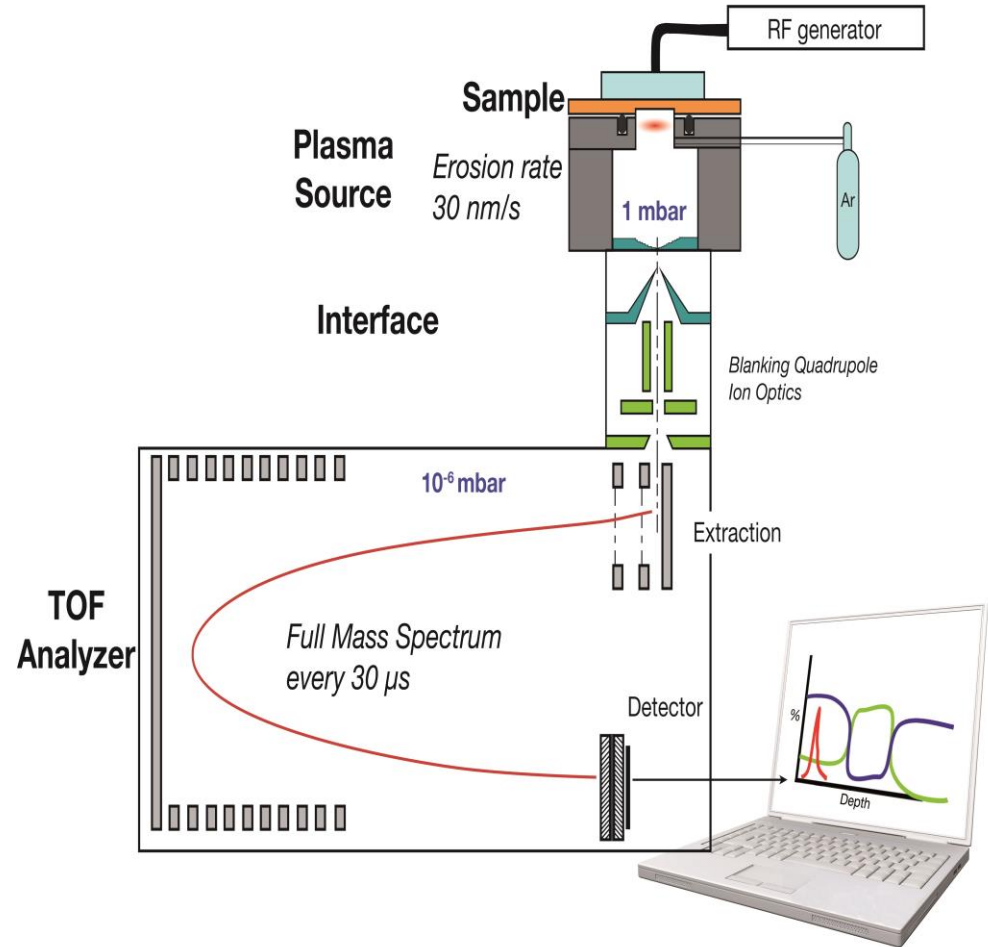 RF generator
Sample
Plasma
Source
Erosion rate
30 nm/s
1 mbar
Ar
Interface
Blanking Quadrupole
Ion Optics
10⁻⁶ mbar
Extraction
TOF
Analyzer
Full Mass Spectrum
every 30 µs
Detector
%
Depth